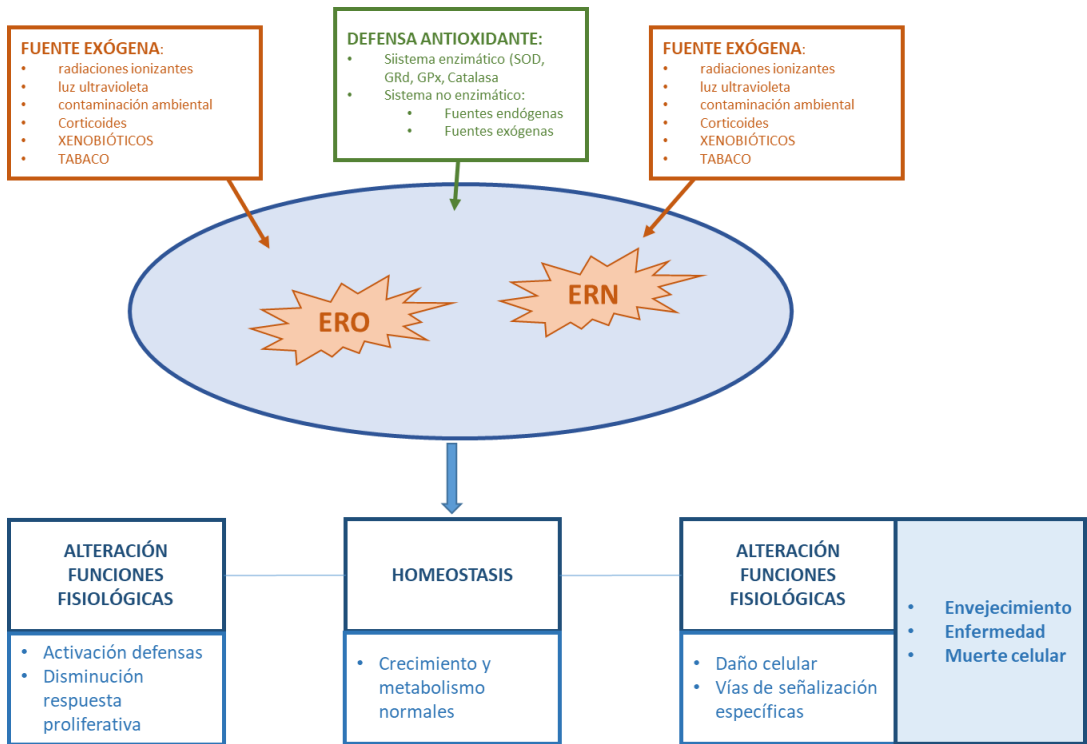 FUENTE EXÓGENA:
• radiaciones ionizantes
• luz ultravioleta
• contaminación ambiental
• Corticoides
• XENOBIÓTICOS
• TABACO
DEFENSA ANTIOXIDANTE:
• Siistema enzimático (SOD,
GRd, GPx, Catalasa
• Sistema no enzimático:
• Fuentes endógenas
• Fuentes exógenas
FUENTE EXÓGENA:
• radiaciones ionizantes
• luz ultravioleta
• contaminación ambiental
• Corticoides
• XENOBIÓTICOS
• TABACO
ERO
ERN
ALTERACIÓN
FUNCIONES
FISIOLÓGICAS
• Activación defensas
• Disminución
respuesta
proliferativa
HOMEOSTASIS
• Crecimiento y
metabolismo
normales
ALTERACIÓN
FUNCIONES
FISIOLÓGICAS
• Daño celular
• Vías de señalización
específicas
• Envejecimiento
• Enfermedad
• Muerte celular